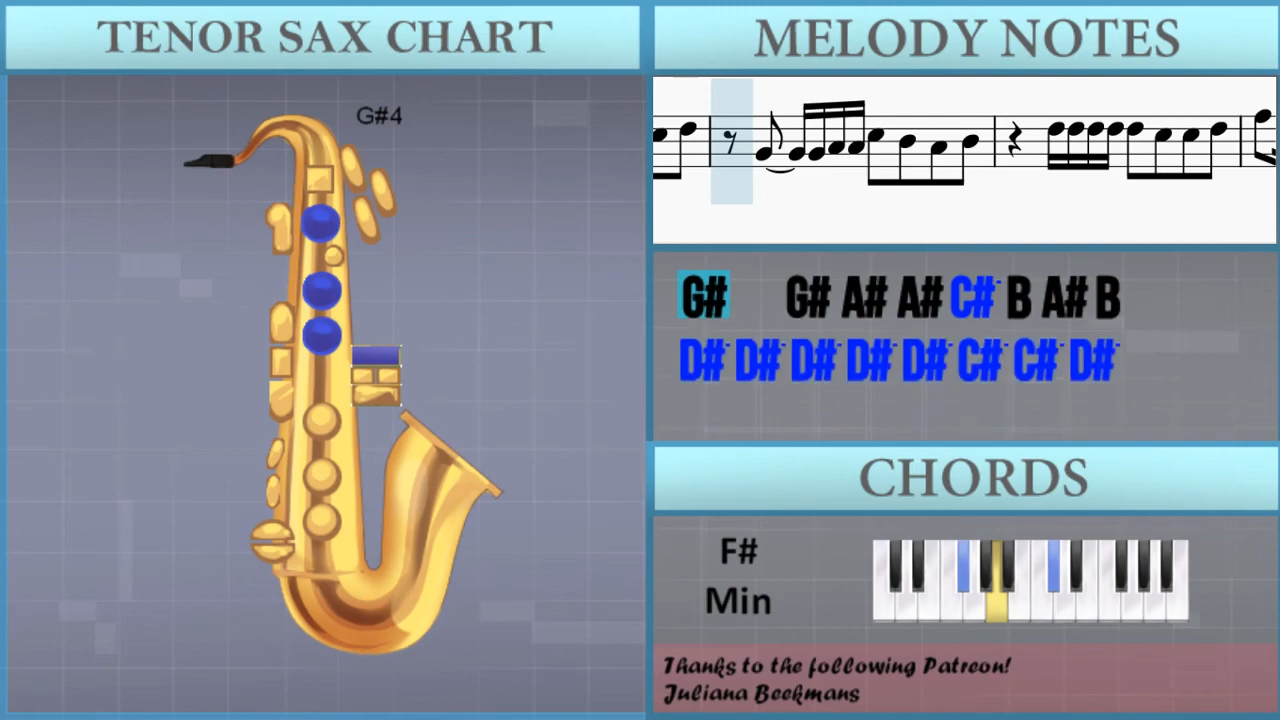 TENOR SAX CHART
G#4
MELODY NOTES
G# G# A# A# C#- B A# B
D#- D#- D#- D#- D#- C#- C#- D#-
CHORDS
F#
Min
Thanks to the following Patreon!
Juliana Beekmans